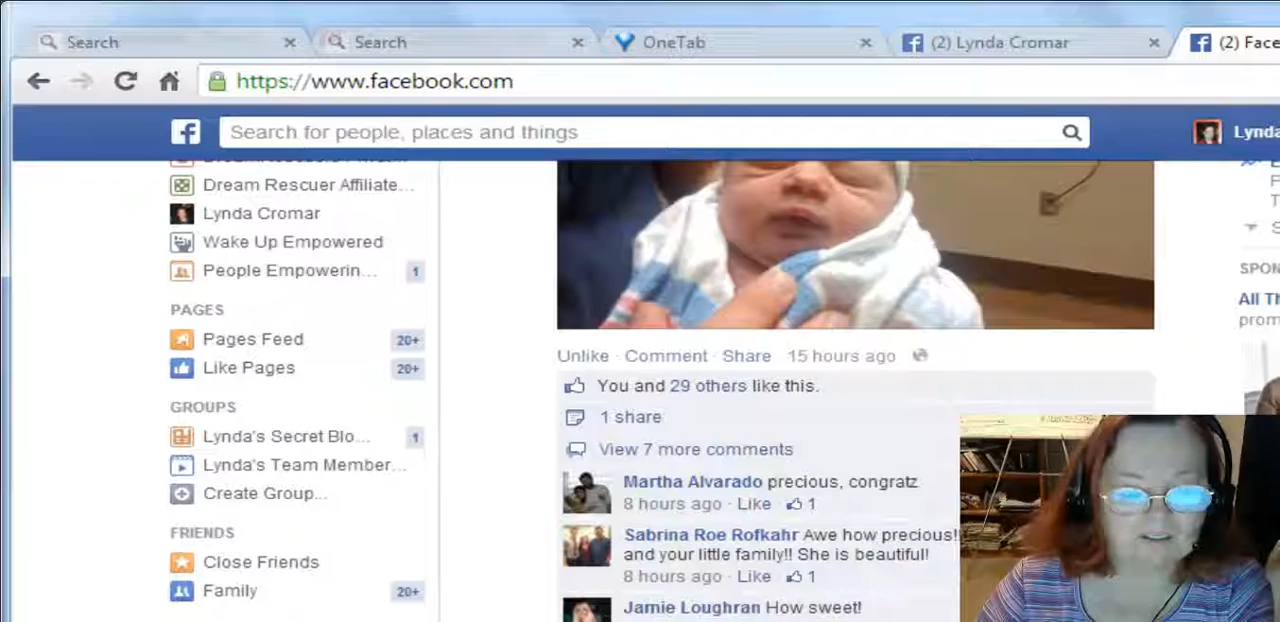 Search
Search
OneTab
(2) Lynda Cromar
(2) Face
https://www.facebook.com
Search for people, places and things
Lynda
Dream Rescuer Affiliate...
Lynda Cromar
Wake Up Empowered
People Empowerin... 1
PAGES
Pages Feed 20+
Like Pages 20+
GROUPS
Lynda's Secret Blo... 1
Lynda's Team Member...
Create Group...
FRIENDS
Close Friends
Family 20+
Unlike · Comment · Share 15 hours ago
You and 29 others like this.
1 share
View 7 more comments
Martha Alvarado precious, congratz
8 hours ago · Like · 1
Sabrina Roe Rofkahr Awe how precious!
and your little family!! She is beautiful!
8 hours ago · Like · 1
Jamie Loughran How sweet!
SPON
All Th
prom